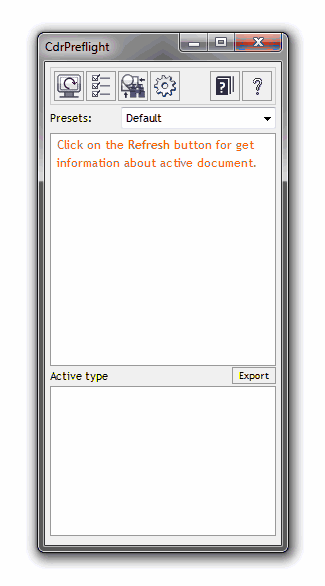 CdrPreflight
Presets:
Default
Click on the Refresh button for get
information about active document.
Active type
Export